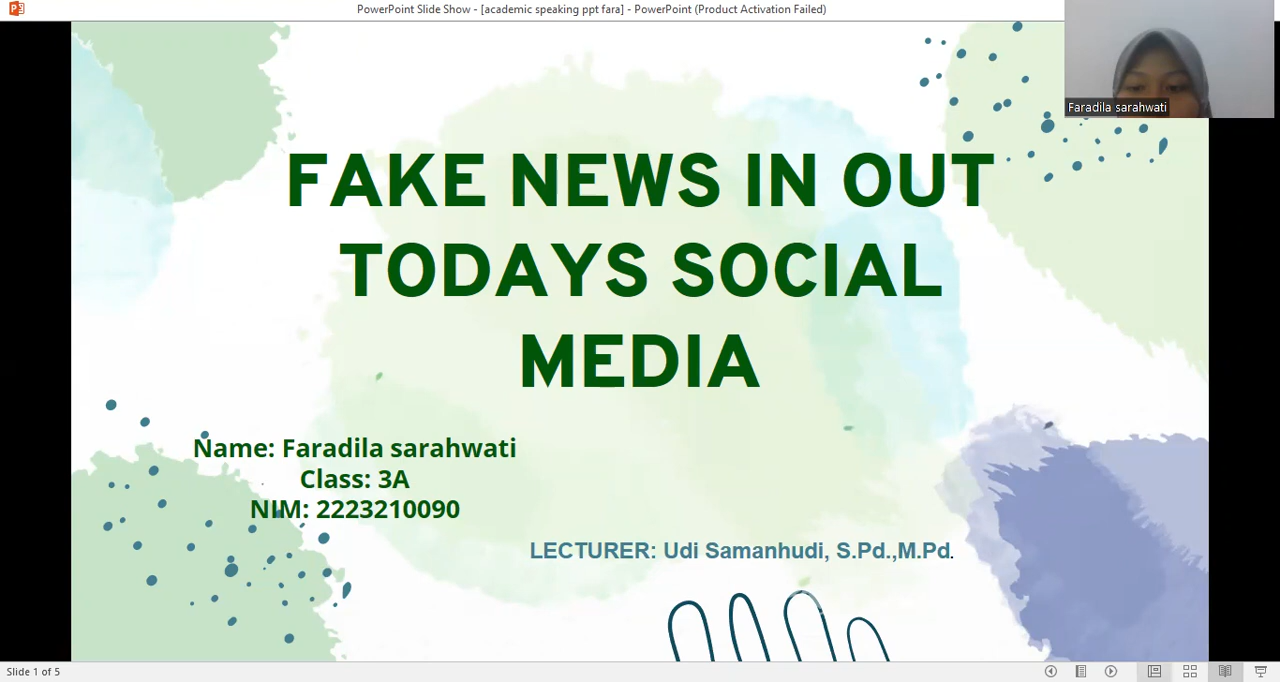 PowerPoint Slide Show - [academic speaking ppt fara] - PowerPoint (Product Activation Failed)
Faradila sarahwati
FAKE NEWS IN OUT
TODAYS SOCIAL
MEDIA
Name: Faradila sarahwati
Class: 3A
NIM: 2223210090
LECTURER: Udi Samanhudi, S.Pd.,M.Pd.
Slide 1 of 5